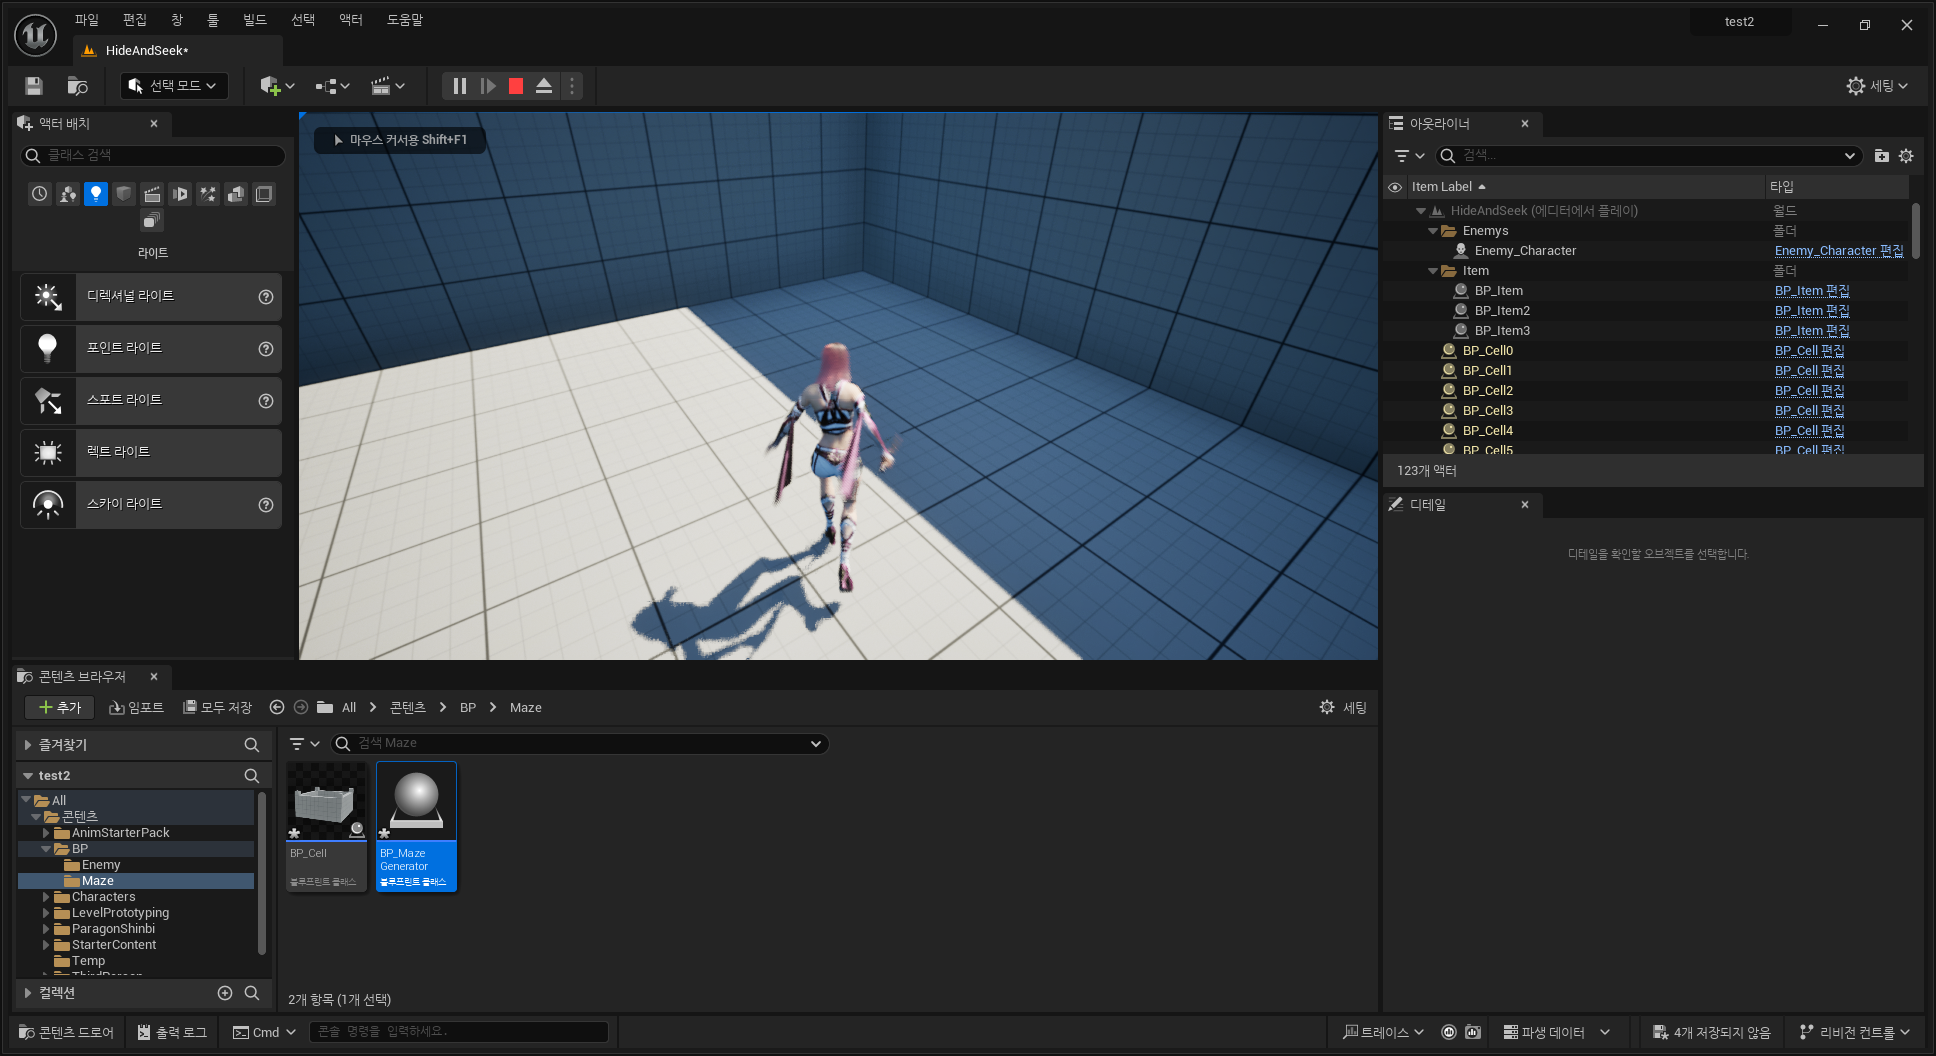 파일 편집 창 툴 빌드 선택 액터 도움말
test2
HideAndSeek*
선택 모드
세팅
액터 배치
클래스 검색
라이트
디렉셔널 라이트
포인트 라이트
스포트 라이트
렉트 라이트
스카이 라이트
마우스 커서용 Shift+F1
아웃라이너
검색...
Item Label 타입
HideAndSeek (에디터에서 플레이) 월드
Enemys 폴더
Enemy_Character Enemy_Character 편집
Item 폴더
BP_Item BP_Item 편집
BP_Item2 BP_Item 편집
BP_Item3 BP_Item 편집
BP_Cell0 BP_Cell 편집
BP_Cell1 BP_Cell 편집
BP_Cell2 BP_Cell 편집
BP_Cell3 BP_Cell 편집
BP_Cell4 BP_Cell 편집
BP_Cell5 BP_Cell 편집
123개 액터
디테일
디테일을 확인할 오브젝트를 선택합니다.
콘텐츠 브라우저
추가 임포트 모두 저장 All 콘텐츠 BP Maze 세팅
즐겨찾기
검색 Maze
test2
All
콘텐츠
AnimStarterPack
BP
Enemy
Maze
Characters
LevelPrototyping
ParagonShinbi
StarterContent
Temp
ThirdPerson
컬렉션
BP_Cell
블루프린트 클래스
BP_Maze
Generator
블루프린트 클래스
2개 항목 (1개 선택)
콘텐츠 드로어 출력 로그 Cmd 콘솔 명령을 입력하세요.
트레이스 파생 데이터 4개 저장되지 않음 리비전 컨트롤